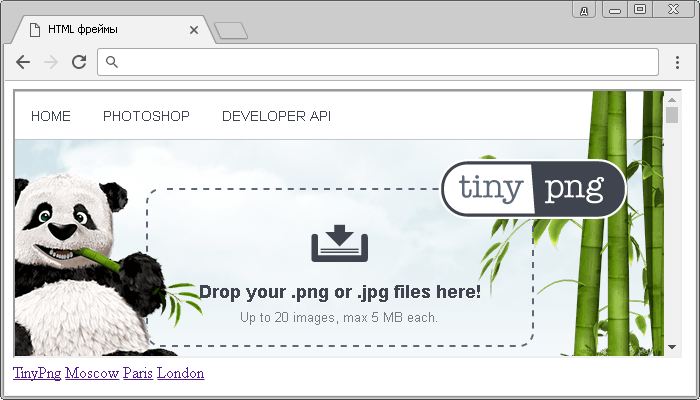 д
HTML фреймы
HOME PHOTOSHOP DEVELOPER API
tiny png
Drop your .png or .jpg files here!
Up to 20 images, max 5 MB each.
TinyPng Moscow Paris London